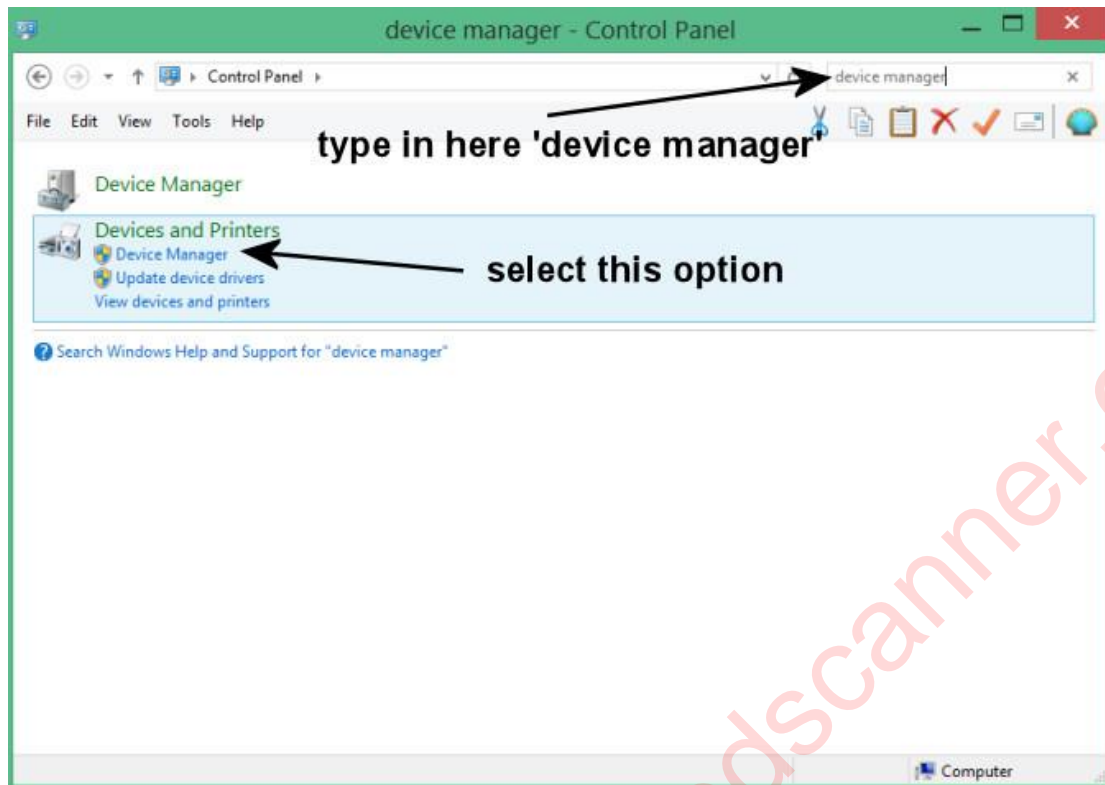 device manager - Control Panel
Control Panel
device manager
File Edit View Tools Help
type in here 'device manager'
Device Manager
Devices and Printers
Device Manager
select this option
Update device drivers
View devices and printers
Search Windows Help and Support for "device manager"
dscanner.
Computer